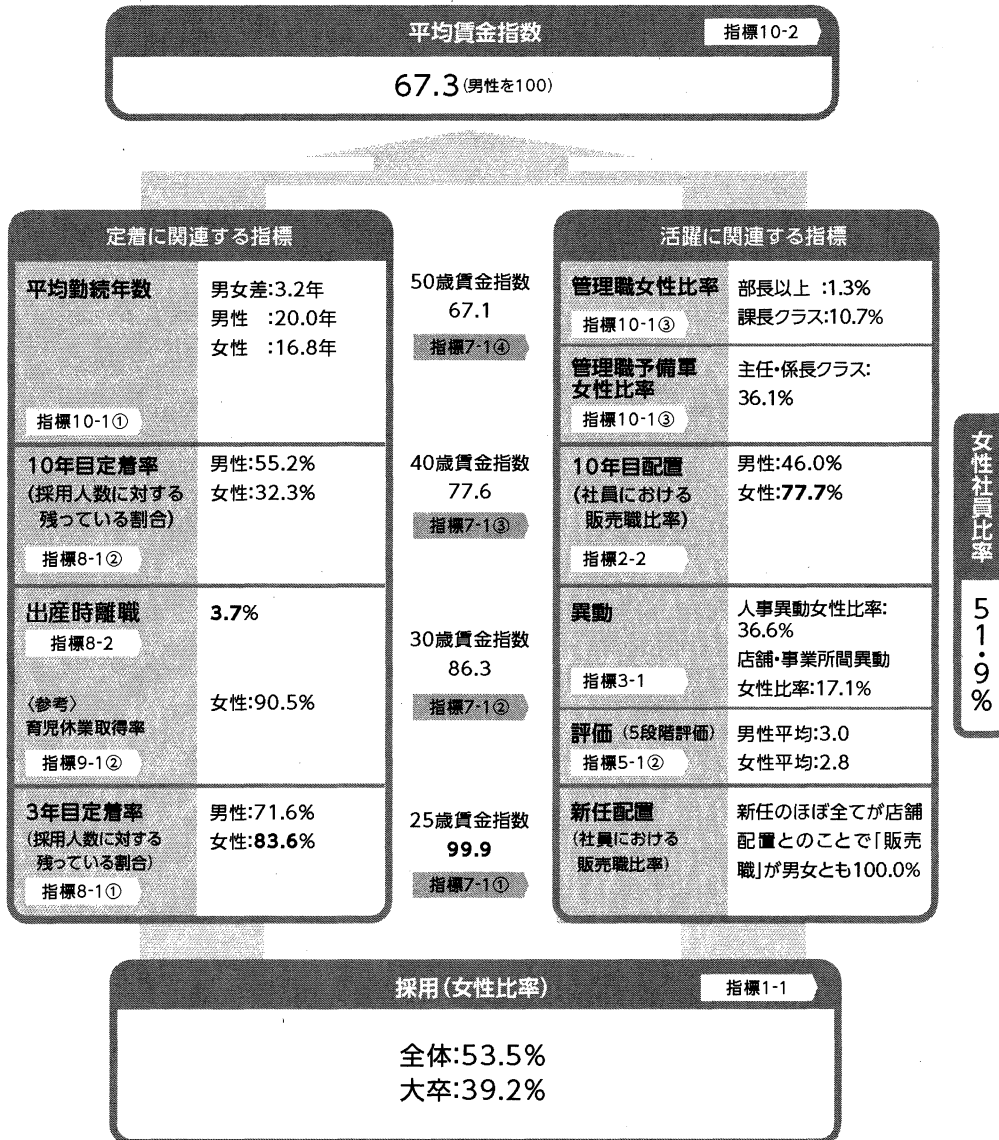 平均賃金指数
指標10-2
67.3(男性を100)
定着に関連する指標
平均勤続年数
男女差:3.2年
男性 :20.0年
女性 :16.8年
指標10-1①
10年目定着率
(採用人数に対する
残っている割合)
男性:55.2%
女性:32.3%
指標8-1②
出産時離職
3.7%
指標8-2
〈参考〉
育児休業取得率
女性:90.5%
指標9-1②
3年目定着率
(採用人数に対する
残っている割合)
男性:71.6%
女性:83.6%
指標8-1①
50歳賃金指数
67.1
指標7-1④
40歳賃金指数
77.6
指標7-1③
30歳賃金指数
86.3
指標7-1②
25歳賃金指数
99.9
指標7-1①
活躍に関連する指標
管理職女性比率
部長以上 :1.3%
課長クラス:10.7%
指標10-1③
管理職予備軍
女性比率
主任・係長クラス:
36.1%
指標10-1③
10年目配置
(社員における
販売職比率)
男性:46.0%
女性:77.7%
指標2-2
異動
人事異動女性比率:
36.6%
店舗・事業所間異動
女性比率:17.1%
指標3-1
評価(5段階評価)
男性平均:3.0
女性平均:2.8
指標5-1②
新任配置
(社員における
販売職比率)
新任のほぼ全てが店舗
配置とのことで「販売
職」が男女とも100.0%
女性社員比率
51・9%
採用(女性比率)
指標1-1
全体:53.5%
大卒:39.2%